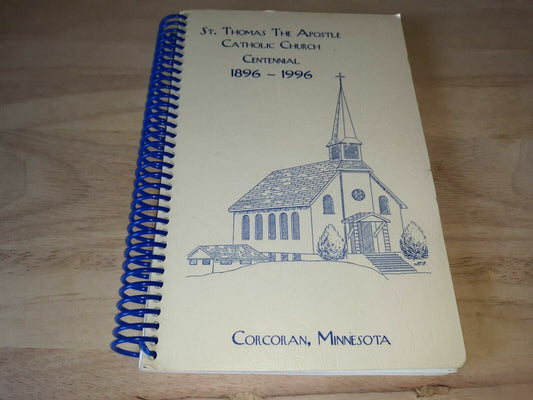 St. Thomas The Apostle
Catholic Church
Centennial
1896 ~ 1996
Corcoran, Minnesota